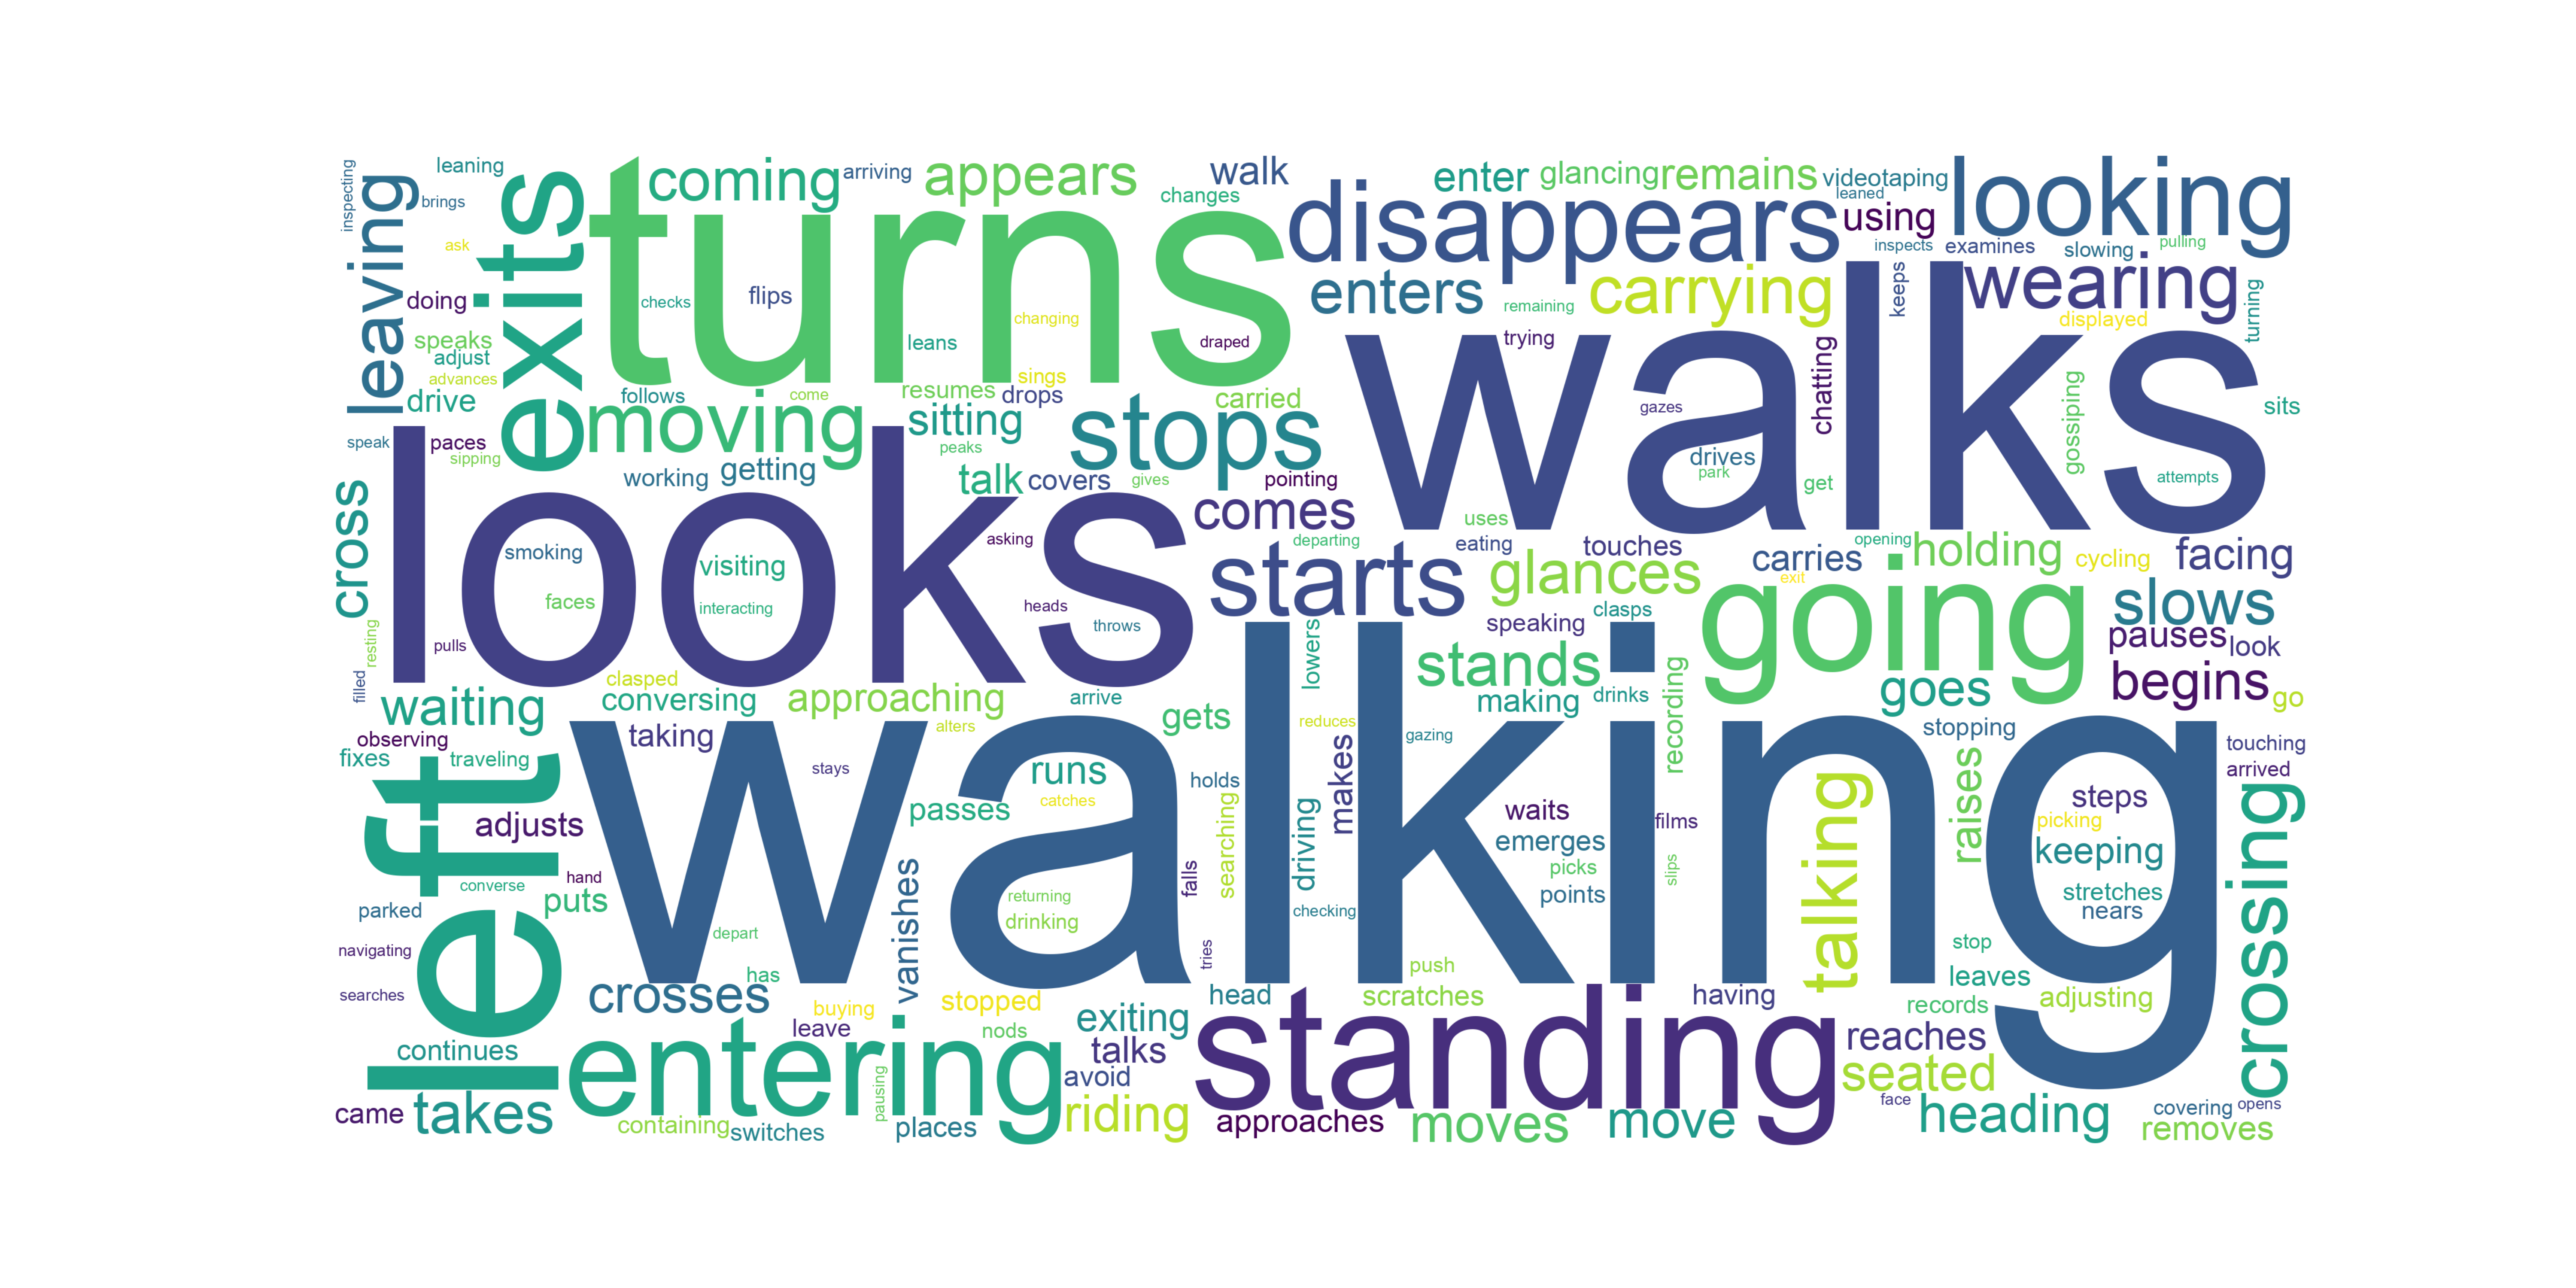 inspecting
leaning
leaving
brings
exits
ask
doing
speaks
adjust
advances
drive
turns
coming
arriving
appears
changes
walk
enter
glancing
remains
videotaping
leaned
looking
disappears
using
inspects
examines
slowing
pulling
enters
remaining
carrying
keeps
wearing
displayed
turning
checks
flips
changing
leans
draped
sings
trying
chatting
walks
follows
come
resumes
drops
carried
gazes
gossiping
sits
moving
sitting
stops
peaks
speak
paces
sipping
working
getting
talk
covers
gives
pointing
drives
park
get
attempts
cross
looks
comes
uses
departing
asking
eating
touches
carries
opening
holding
cycling
facing
smoking
visiting
starts
glances
exit
going
slows
faces
interacting
heads
throws
clasps
speaking
lowers
pauses
look
resting
pulls
filled
clasped
stands
recording
begins
go
goes
waiting
conversing
approaching
arrive
making
drinks
gets
reduces
alters
gazing
stopping
observing
taking
fixes
traveling
walking
touching
arrived
stays
runs
holds
makes
catches
searching
driving
waits
films
talking
raises
steps
picking
left
adjusts
passes
emerges
keeping
crossing
picks
slips
points
stretches
nears
converse
hand
puts
parked
vanishes
returning
drinking
falls
checking
depart
navigating
tries
stop
has
push
leaves
searches
crosses
buying
stopped
head
scratches
having
records
adjusting
leave
nods
exiting
standing
reaches
continues
entering
talks
avoid
pausing
seated
face
came
takes
containing
switches
places
riding
approaches
moves
move
heading
covering
opens
removes